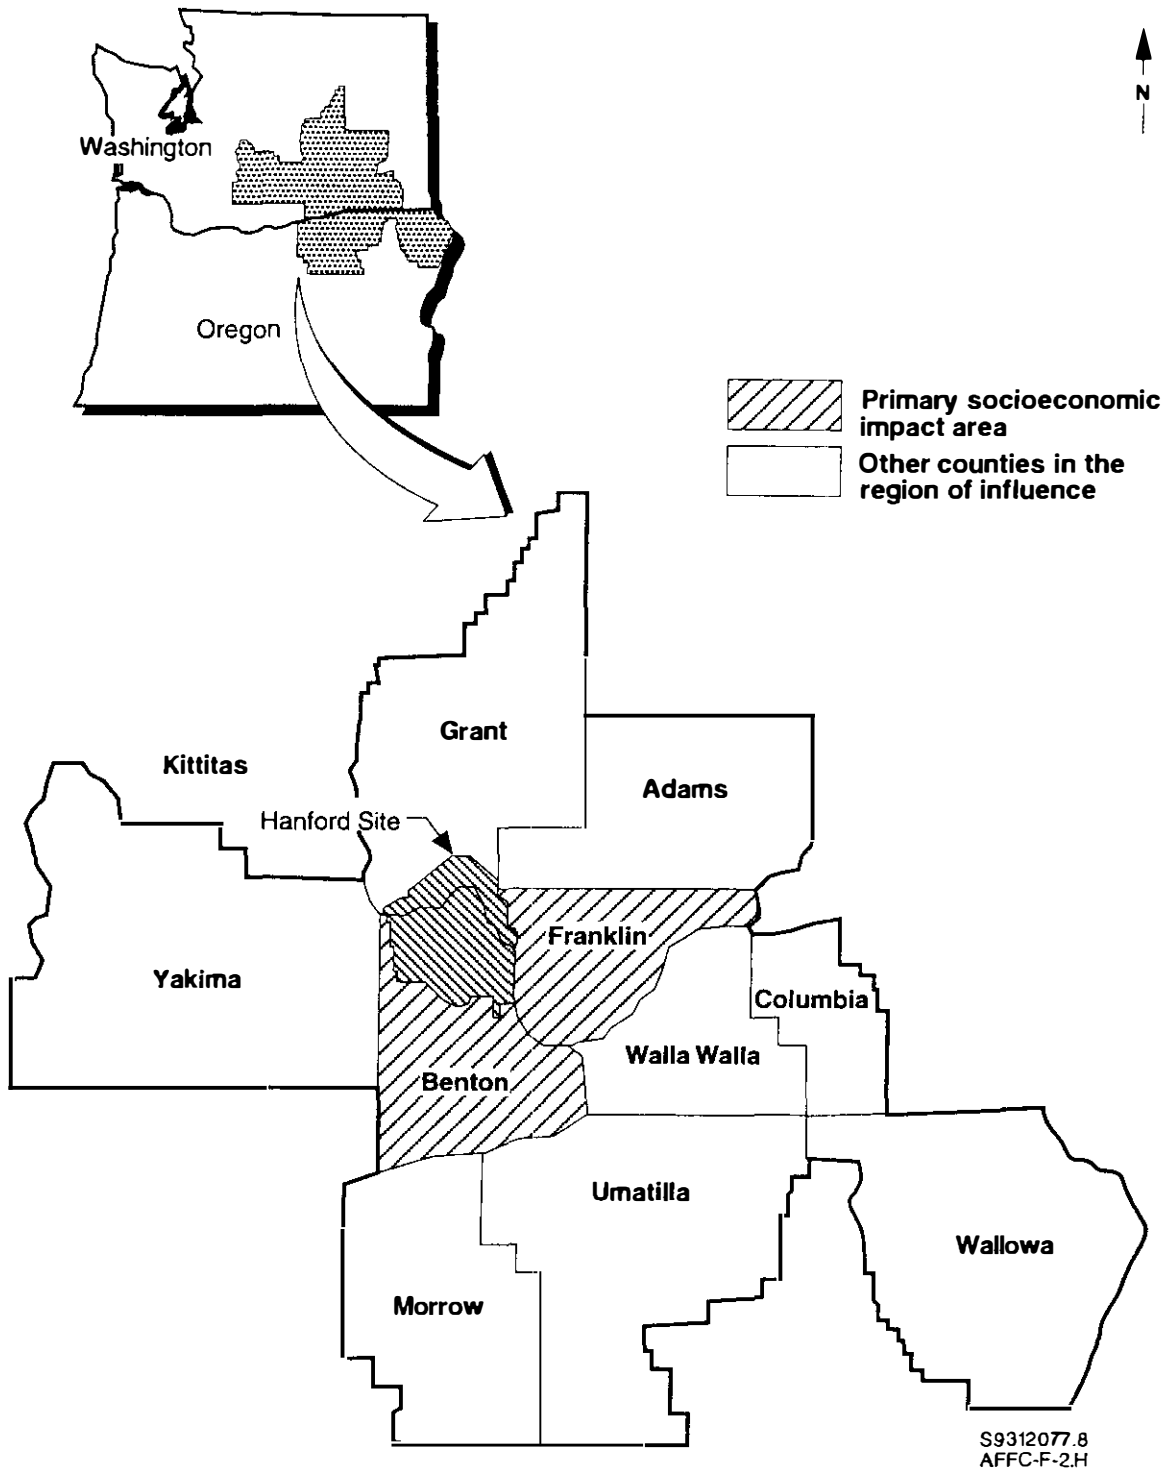 N
Washington
Oregon
Primary socioeconomic
impact area
Other counties in the
region of influence
Grant
Kittitas
Adams
Hanford Site
Franklin
Yakima
Columbia
Walla Walla
Benton
Umatilla
Wallowa
Morrow
S9312077.8
AFFC-F-2.H